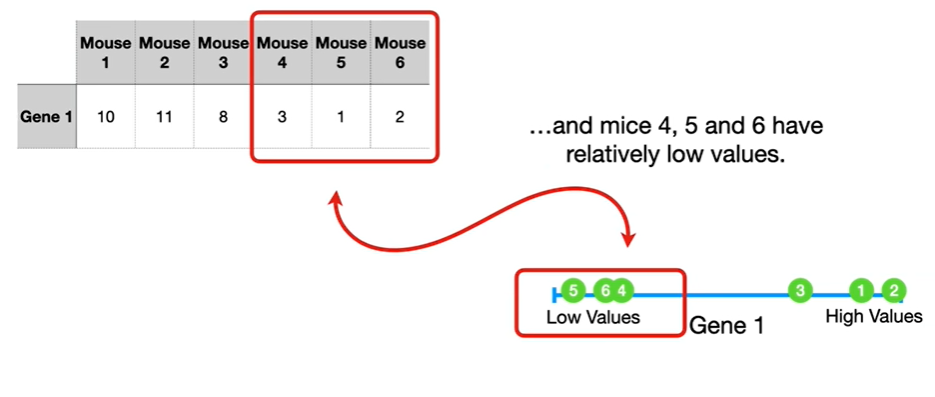 Mouse 1 Mouse 2 Mouse 3 Mouse 4 Mouse 5 Mouse 6
Gene 1 10 11 8 3 1 2
...and mice 4, 5 and 6 have
relatively low values.
5 6 4 3 1 2
Low Values Gene 1 High Values